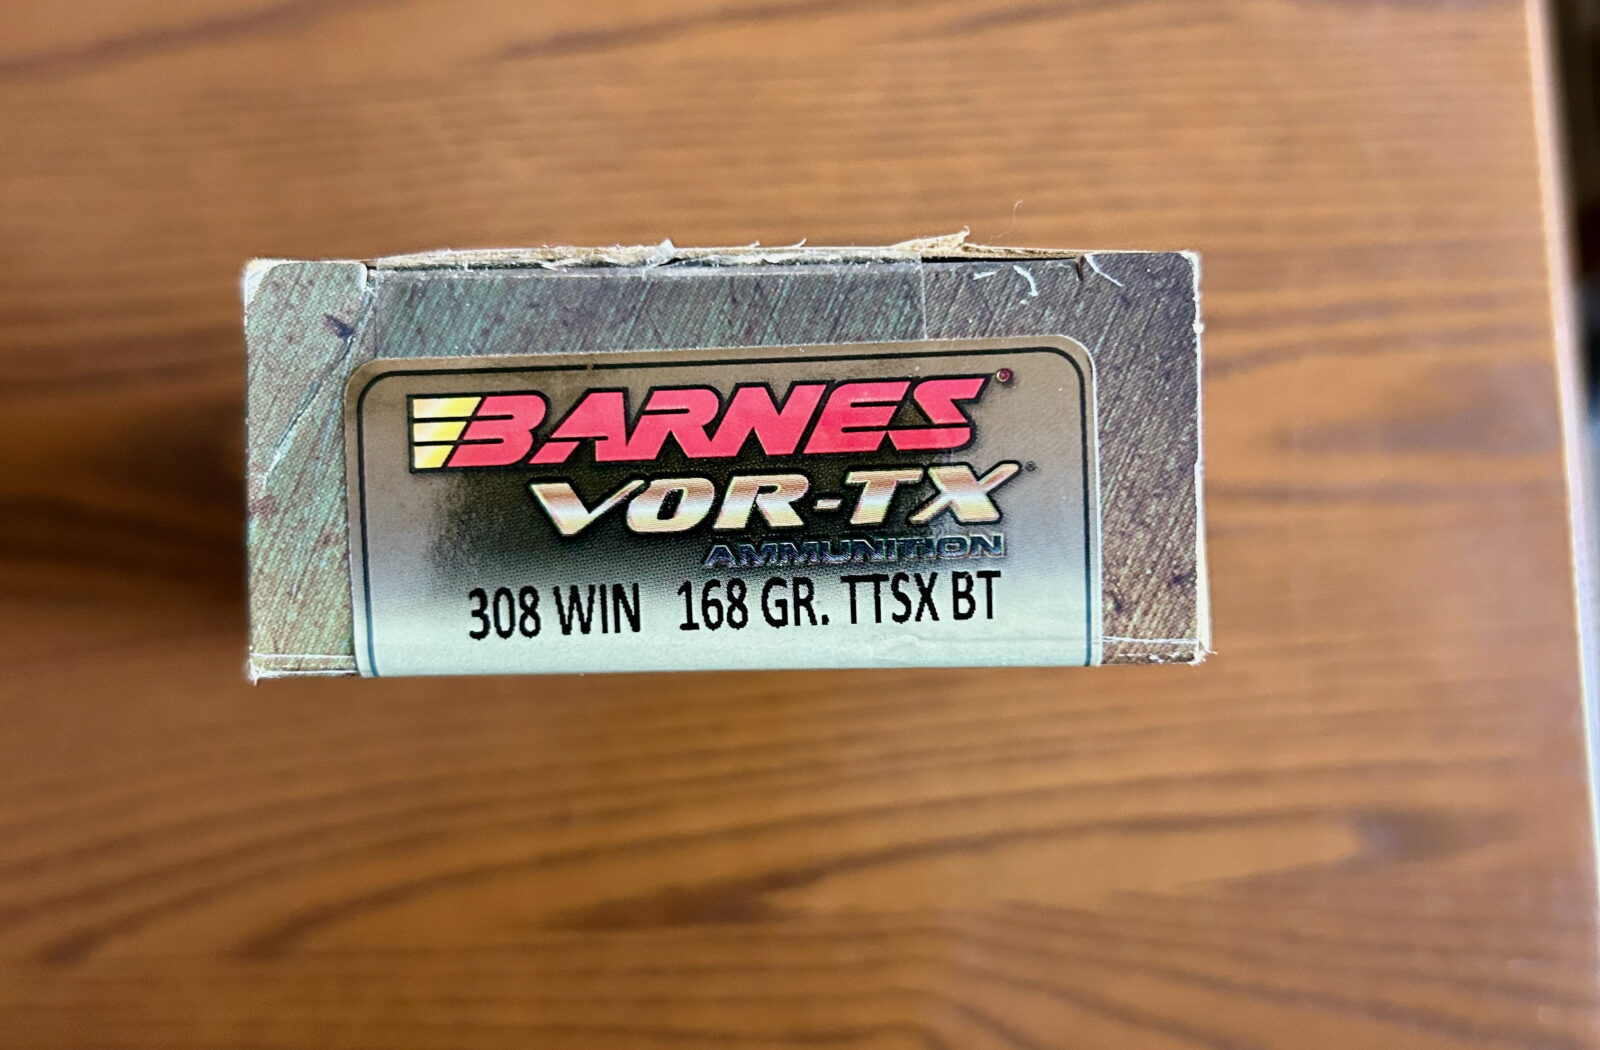 BARNES®
VOR-TX®
AMMUNITION
308 WIN 168 GR. TTSX BT